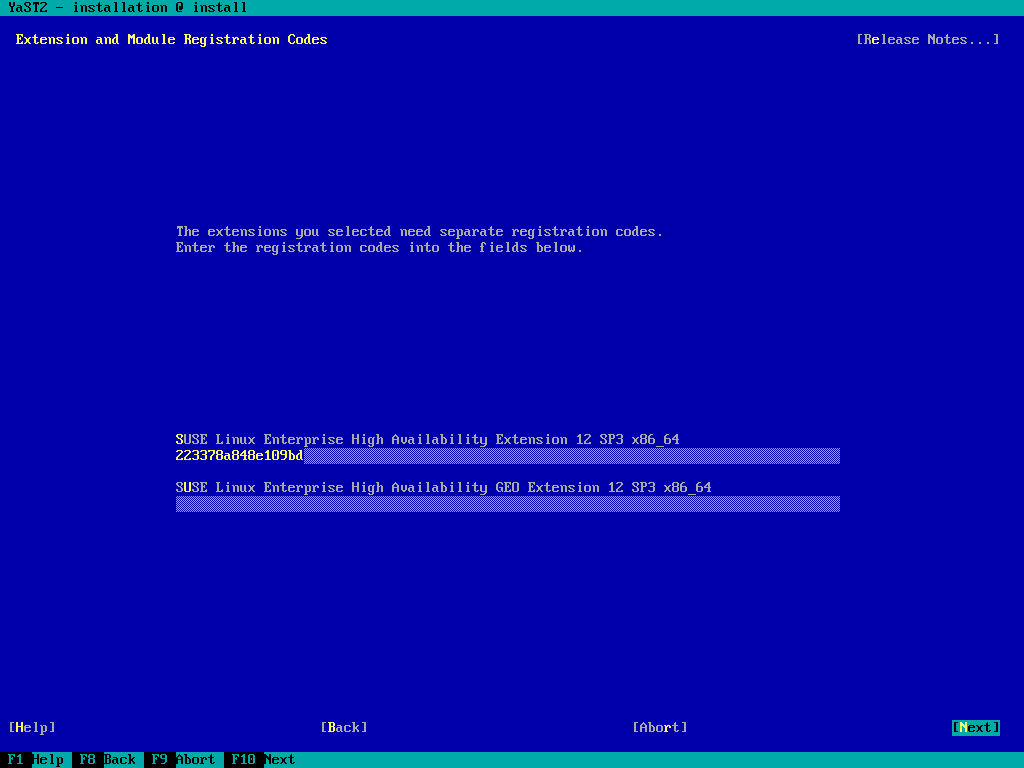 YaST2 - installation @ install
Extension and Module Registration Codes [Release Notes...]
The extensions you selected need separate registration codes.
Enter the registration codes into the fields below.
SUSE Linux Enterprise High Availability Extension 12 SP3 x86_64
223378a848e109bd
SUSE Linux Enterprise High Availability GEO Extension 12 SP3 x86_64
[Help] [Back] [Abort] [Next]
F1 Help F8 Back F9 Abort F10 Next